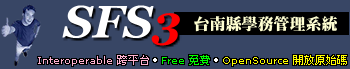 SFS3 台南縣學務管理系統
Interoperable 跨平台 • Free 免費 • OpenSource 開放原始碼